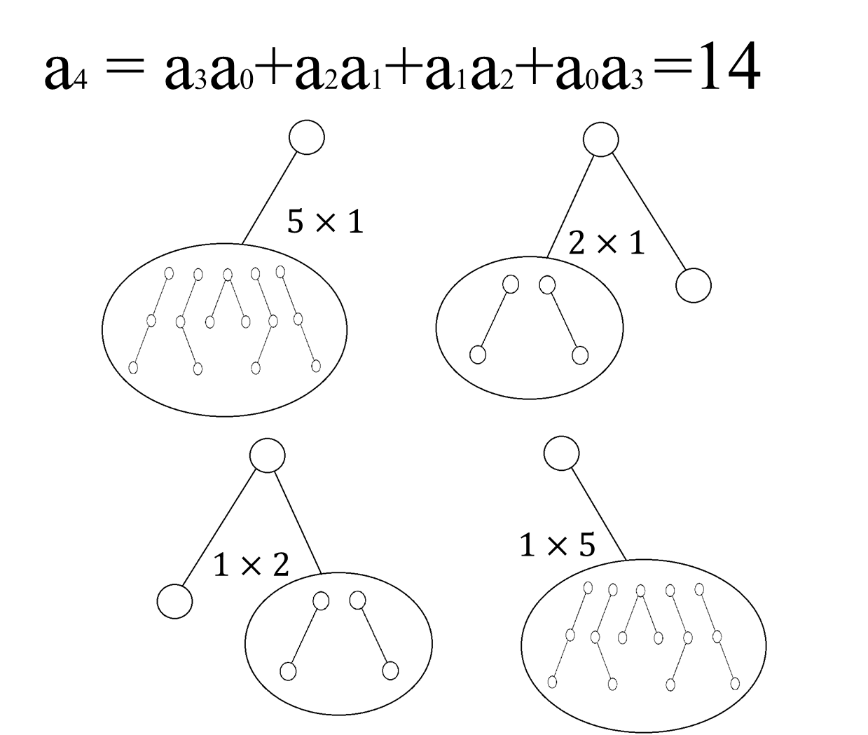 a₄ = a₃a₀+a₂a₁+a₁a₂+a₀a₃=14
5 × 1
2 × 1
1 × 2
1 × 5